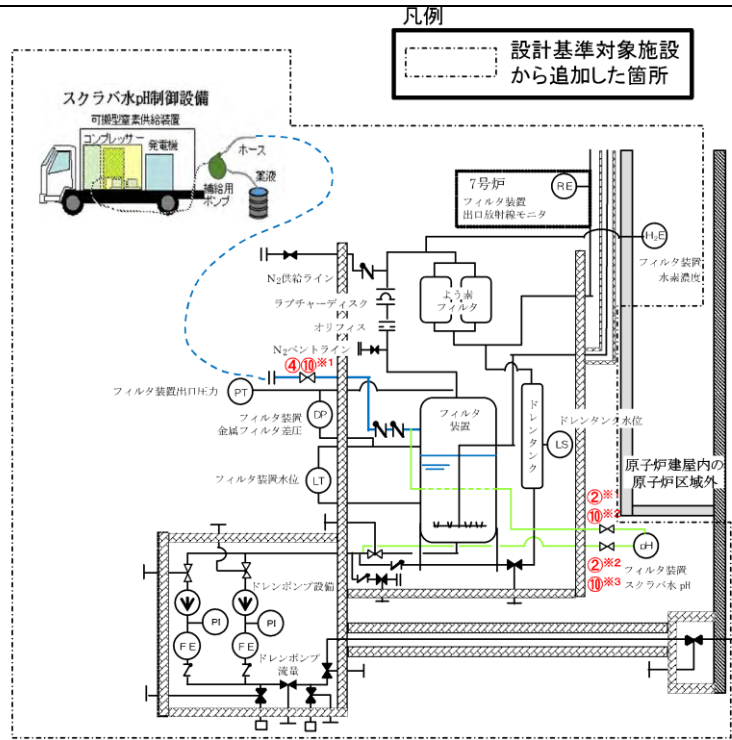 凡例
設計基準対象施設
から追加した箇所
スクラバ水pH制御設備
可搬型窒素供給装置
コンプレッサー
発電機
ホース
補給用
ポンプ
薬液
7号炉
フィルタ装置
出口放射線モニタ
RE
H₂E
フィルタ装置
水素濃度
N₂供給ライン
ラプチャーディスク
オリフィス
N₂ベントライン
よう素
フィルタ
④⑩※1
フィルタ装置出口圧力
PT
DP
フィルタ装置
金属フィルタ差圧
フィルタ装置水位
LT
フィルタ
装置
ドレンタンク
ドレンタンク水位
LS
原子炉建屋内の
原子炉区域外
②※1
⑩※2
pH
②※2
⑩※3
フィルタ装置
スクラバ水 pH
ドレンポンプ設備
PI
PI
FE
FE
ドレンポンプ
流量